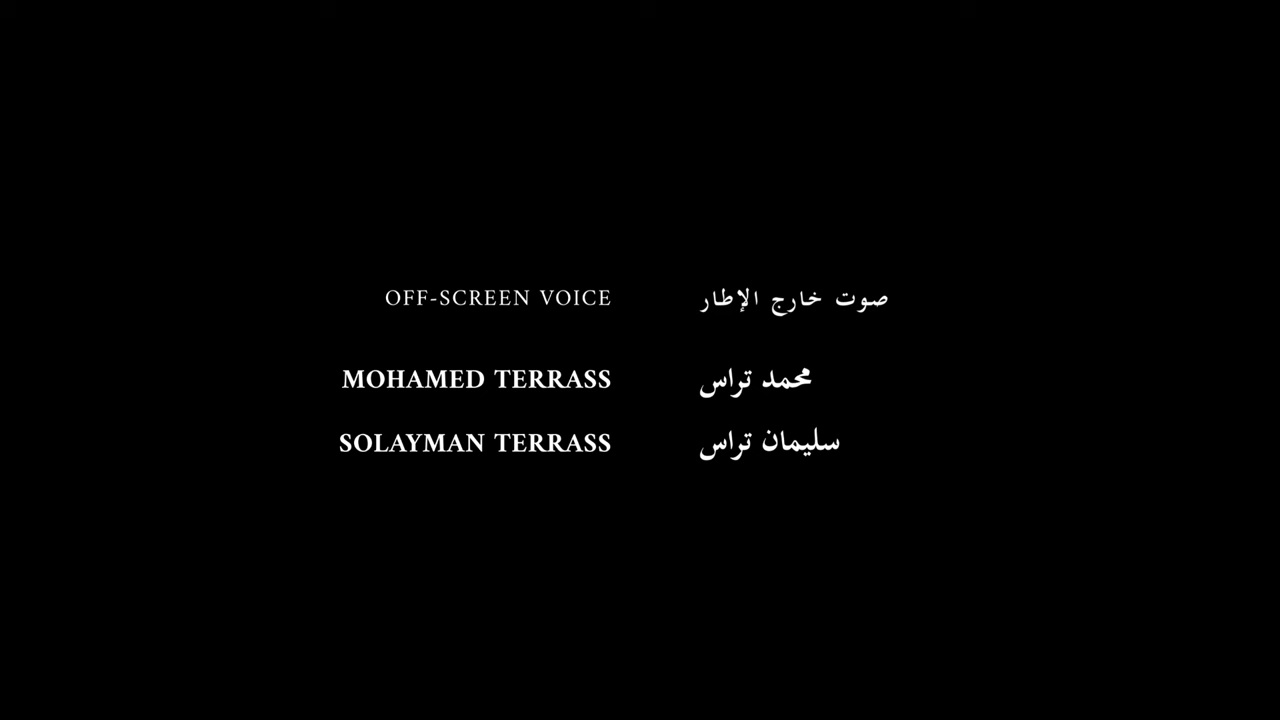 OFF-SCREEN VOICE صوت خارج الإطار
MOHAMED TERRASS محمد تراس
SOLAYMAN TERRASS سليمان تراس